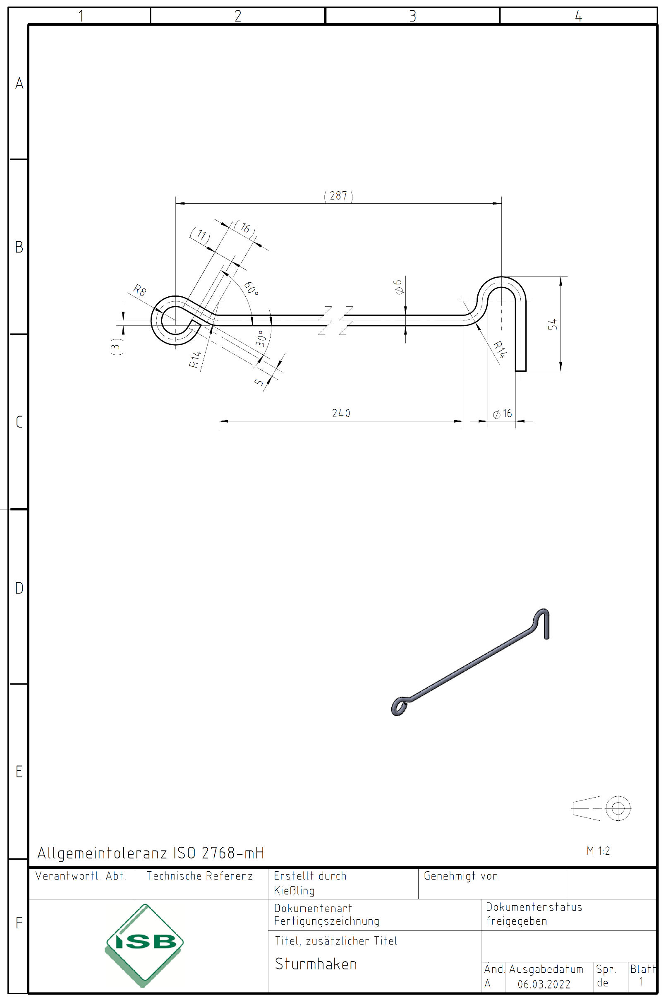 1 2 3 4
A
B
C
D
E
F
(287)
(16)
(11)
60°
R8
⌀6
54
(3)
30°
R14
R14
5
240
⌀16
Allgemeintoleranz ISO 2768-mH
M 1:2
Verantwortl. Abt. Technische Referenz Erstellt durch Genehmigt von
Kießling
Dokumentenart
Fertigungszeichnung
Dokumentenstatus
freigegeben
ISB
Titel, zusätzlicher Titel
Sturmhaken
Änd. Ausgabedatum Spr. Blatt
A 06.03.2022 de 1